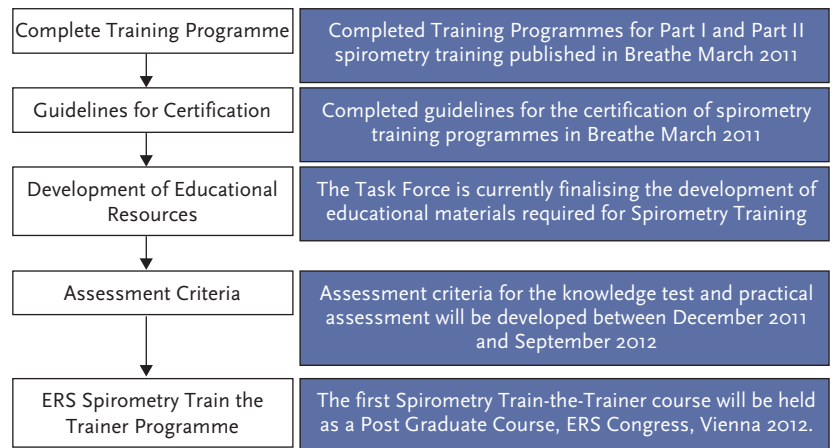 Complete Training Programme
Completed Training Programmes for Part I and Part II
spirometry training published in Breathe March 2011
Guidelines for Certification
Completed guidelines for the certification of spirometry
training programmes in Breathe March 2011
Development of Educational
Resources
The Task Force is currently finalising the development of
educational materials required for Spirometry Training
Assessment Criteria
Assessment criteria for the knowledge test and practical
assessment will be developed between December 2011
and September 2012
ERS Spirometry Train the
Trainer Programme
The first Spirometry Train-the-Trainer course will be held
as a Post Graduate Course, ERS Congress, Vienna 2012.